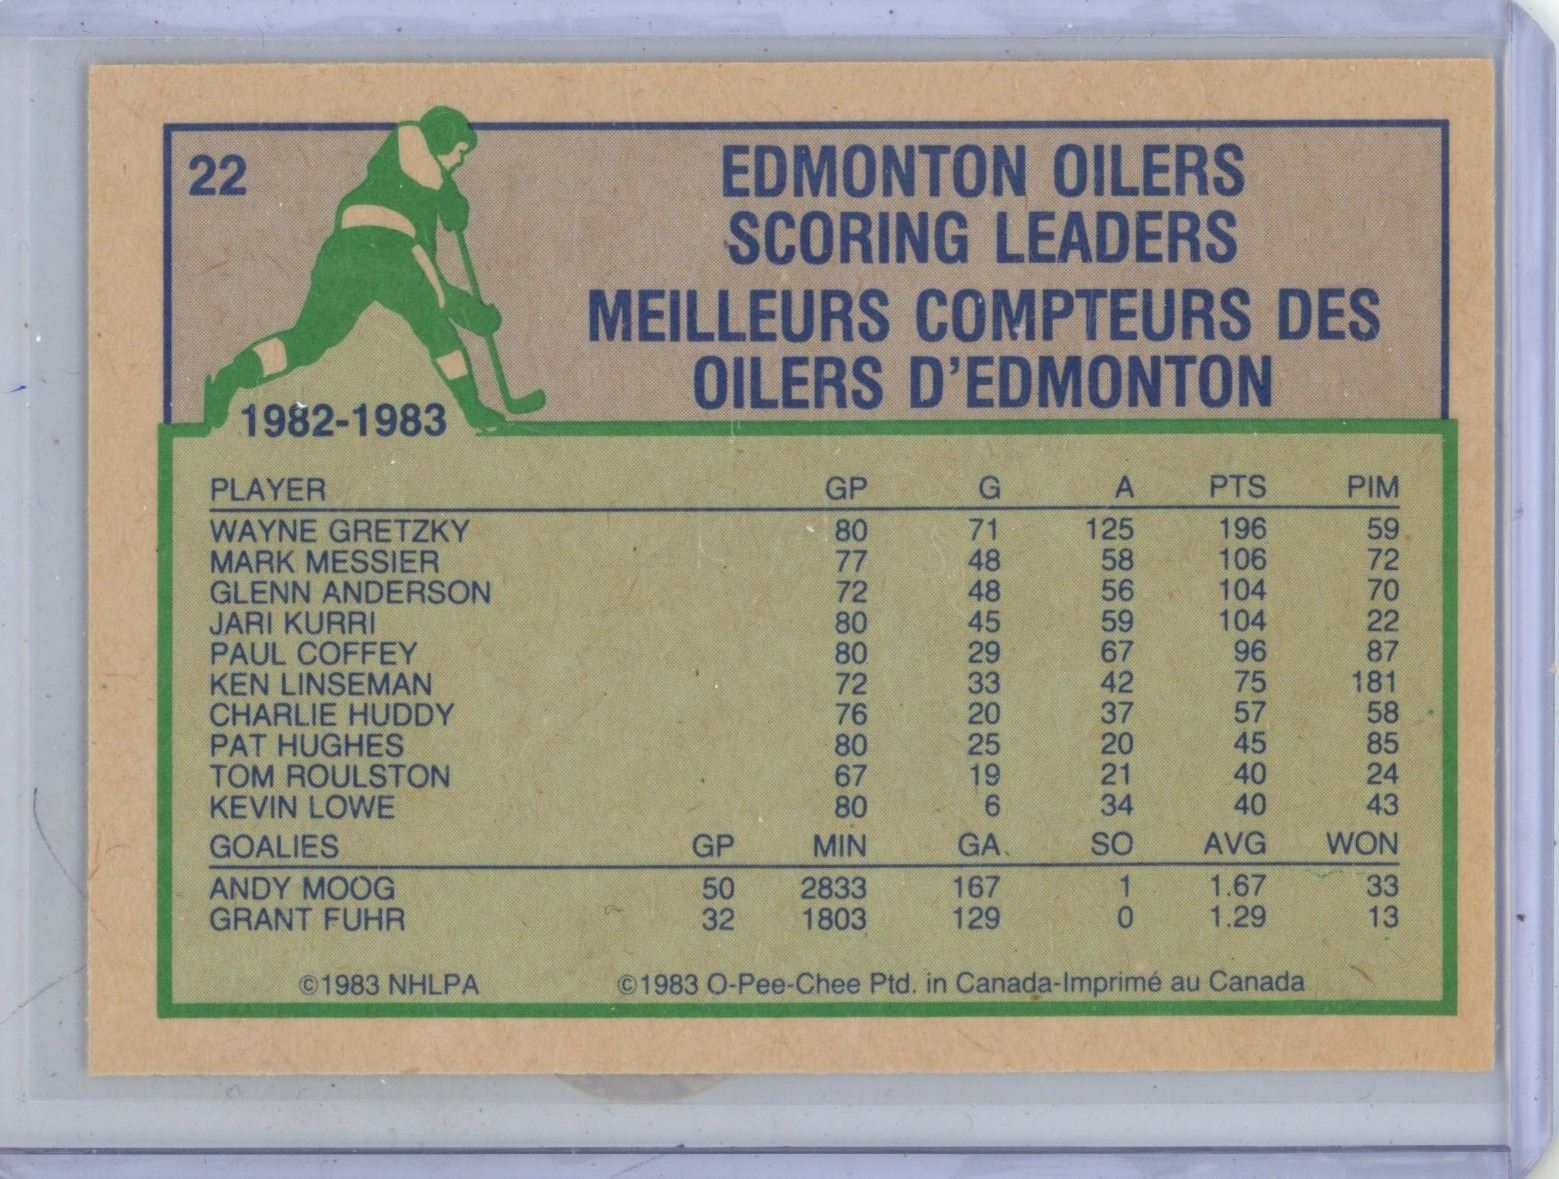 22
EDMONTON OILERS
SCORING LEADERS
MEILLEURS COMPTEURS DES
OILERS D'EDMONTON
1982-1983
PLAYER GP G A PTS PIM
WAYNE GRETZKY 80 71 125 196 59
MARK MESSIER 77 48 58 106 72
GLENN ANDERSON 72 48 56 104 70
JARI KURRI 80 45 59 104 22
PAUL COFFEY 80 29 67 96 87
KEN LINSEMAN 72 33 42 75 181
CHARLIE HUDDY 76 20 37 57 58
PAT HUGHES 80 25 20 45 85
TOM ROULSTON 67 19 21 40 24
KEVIN LOWE 80 6 34 40 43
GOALIES GP MIN GA SO AVG WON
ANDY MOOG 50 2833 167 1 1.67 33
GRANT FUHR 32 1803 129 0 1.29 13
©1983 NHLPA ©1983 O-Pee-Chee Ptd. in Canada-Imprimé au Canada